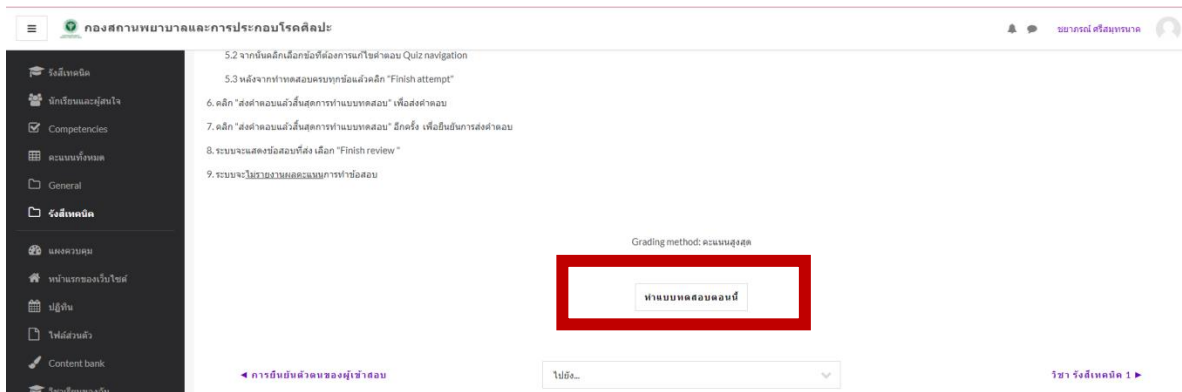 กองสถานพยาบาลและการประกอบโรคศิลปะ
ชยาภรณ์ ศรีสมุทรนาค
รังสีเทคนิค
นักเรียนและผู้สนใจ
Competencies
คะแนนทั้งหมด
General
รังสีเทคนิค
แผงควบคุม
หน้าแรกของเว็บไซต์
ปฏิทิน
ไฟล์ส่วนตัว
Content bank
วิชาเรียนของฉัน
5.2 จากนั้นคลิกเลือกข้อที่ต้องการแก้ไขคำตอบ Quiz navigation
5.3 หลังจากทำทดสอบครบทุกข้อแล้วคลิก "Finish attempt"
6. คลิก "ส่งคำตอบแล้วสิ้นสุดการทำแบบทดสอบ" เพื่อส่งคำตอบ
7. คลิก "ส่งคำตอบแล้วสิ้นสุดการทำแบบทดสอบ" อีกครั้ง เพื่อยืนยันการส่งคำตอบ
8. ระบบจะแสดงข้อสอบที่ส่ง เลือก "Finish review "
9. ระบบจะไม่รายงานผลคะแนนการทำข้อสอบ
Grading method: คะแนนสูงสุด
ทำแบบทดสอบตอนนี้
◄ การยืนยันตัวตนของผู้เข้าสอบ
ไปยัง...
วิชา รังสีเทคนิค 1 ►